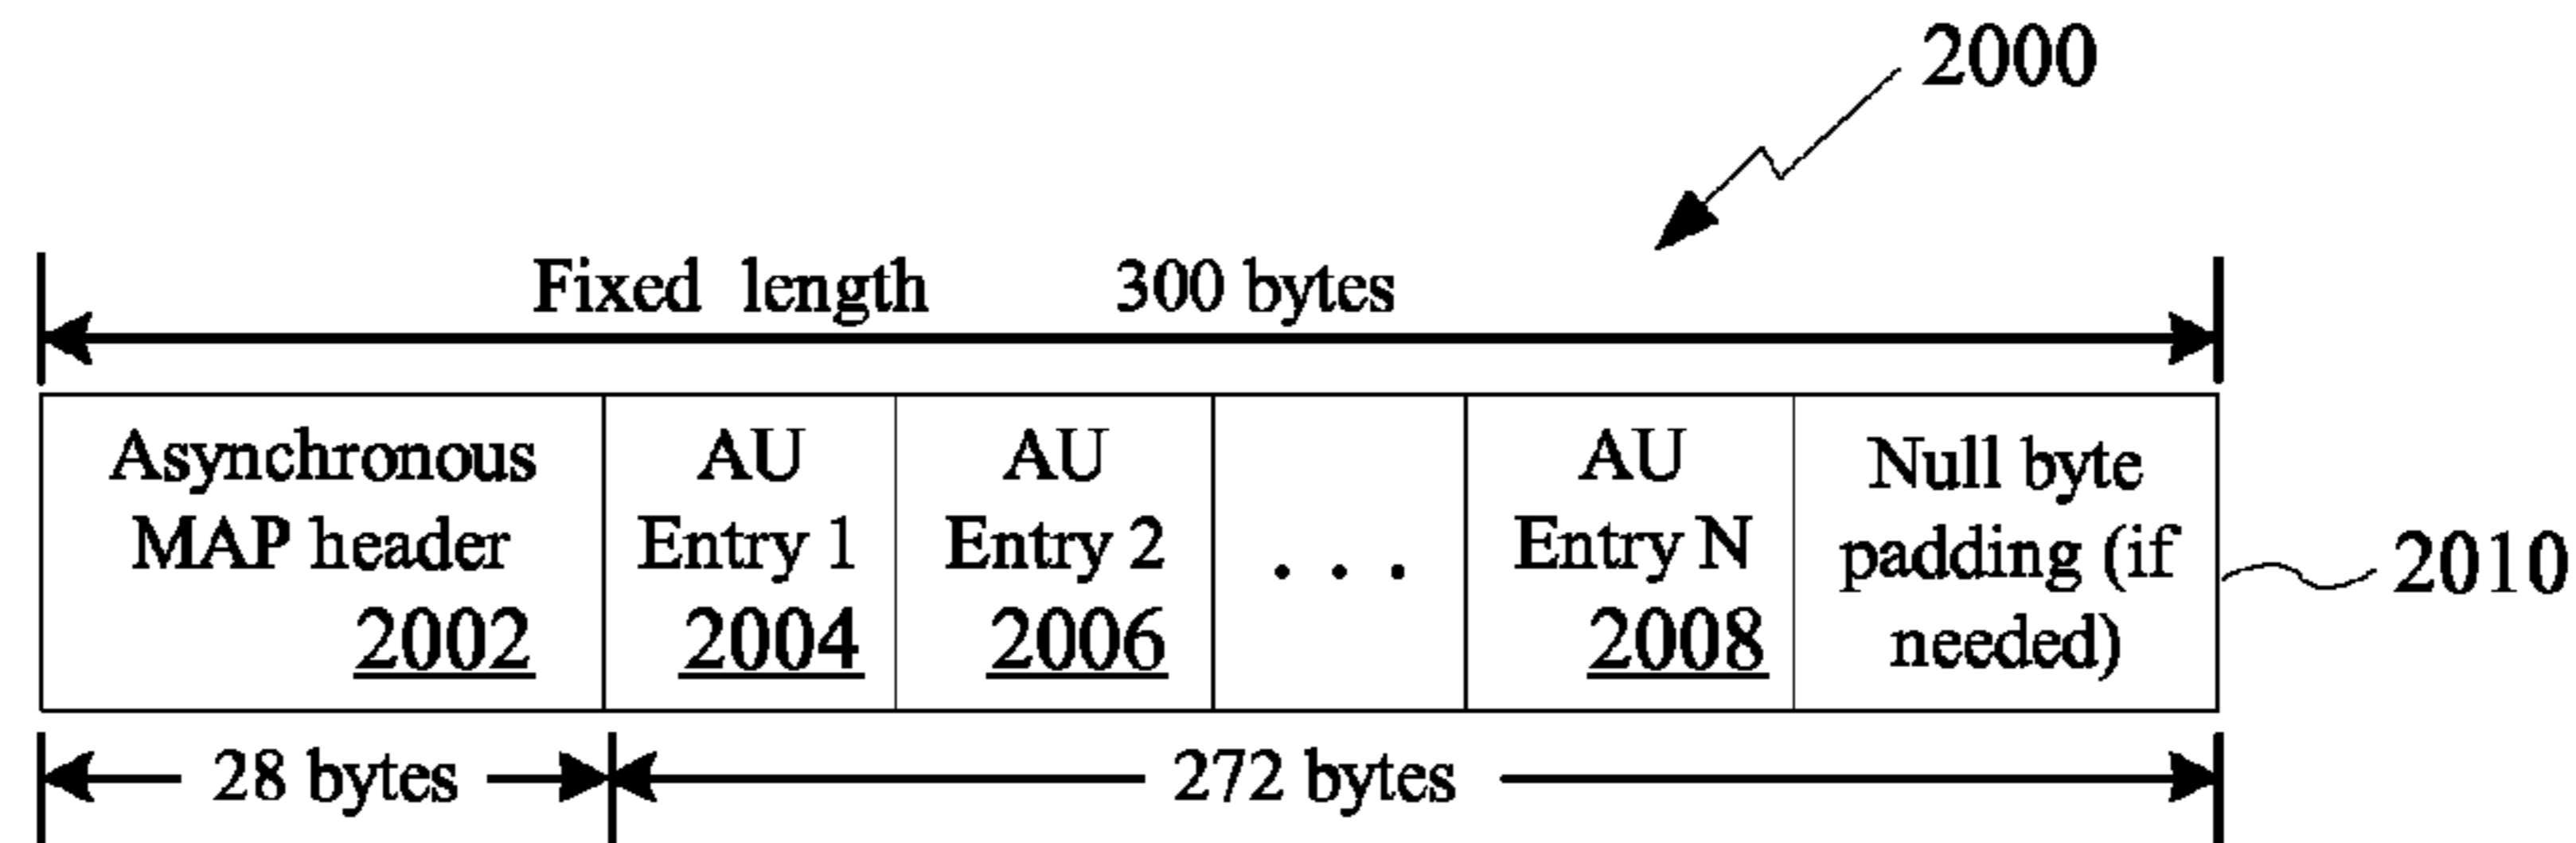 2000
Fixed length 300 bytes
Asynchronous
MAP header
2002
AU
Entry 1
2004
AU
Entry 2
2006
. . .
AU
Entry N
2008
Null byte
padding (if
needed)
2010
28 bytes
272 bytes